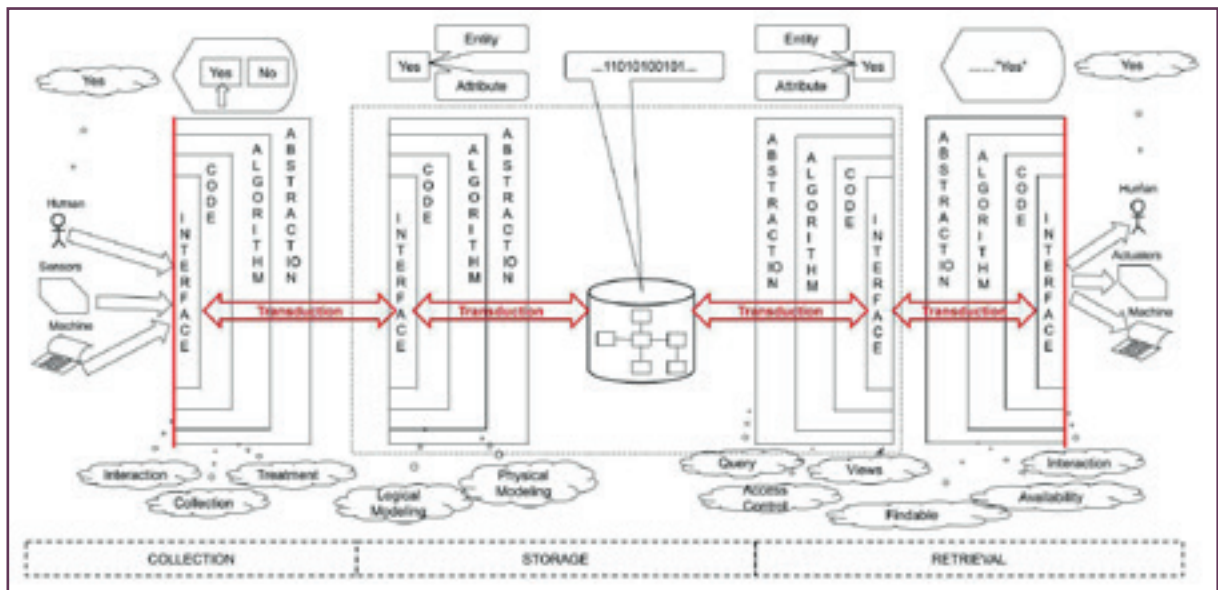 Yes
Yes No
Entity
Yes
Attribute
...11010100101...
Entity
Yes
Attribute
......"Yes"
Yes
Human
Sensors
Machine
INTERFACE
CODE
ALGORITHM
ABSTRACTION
Transduction
INTERFACE
CODE
ALGORITHM
ABSTRACTION
Transduction
Transduction
ABSTRACTION
ALGORITHM
CODE
INTERFACE
Transduction
ABSTRACTION
ALGORITHM
CODE
INTERFACE
Human
Actuators
Machine
Interaction
Collection
Treatment
Logical
Modeling
Physical
Modeling
Query
Access
Control
Views
Findable
Availability
Interaction
COLLECTION
STORAGE
RETRIEVAL